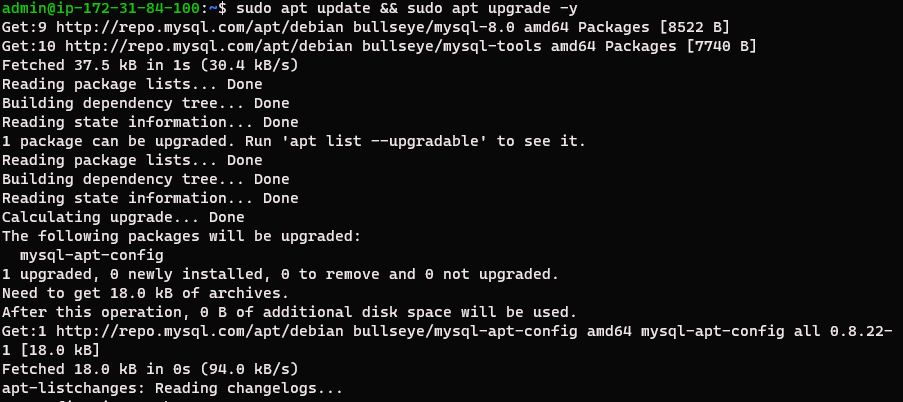 admin@ip-172-31-84-100:~$ sudo apt update && sudo apt upgrade -y
Get:9 http://repo.mysql.com/apt/debian bullseye/mysql-8.0 amd64 Packages [8522 B]
Get:10 http://repo.mysql.com/apt/debian bullseye/mysql-tools amd64 Packages [7740 B]
Fetched 37.5 kB in 1s (30.4 kB/s)
Reading package lists... Done
Building dependency tree... Done
Reading state information... Done
1 package can be upgraded. Run 'apt list --upgradable' to see it.
Reading package lists... Done
Building dependency tree... Done
Reading state information... Done
Calculating upgrade... Done
The following packages will be upgraded:
  mysql-apt-config
1 upgraded, 0 newly installed, 0 to remove and 0 not upgraded.
Need to get 18.0 kB of archives.
After this operation, 0 B of additional disk space will be used.
Get:1 http://repo.mysql.com/apt/debian bullseye/mysql-apt-config amd64 mysql-apt-config all 0.8.22-
1 [18.0 kB]
Fetched 18.0 kB in 0s (94.0 kB/s)
apt-listchanges: Reading changelogs...